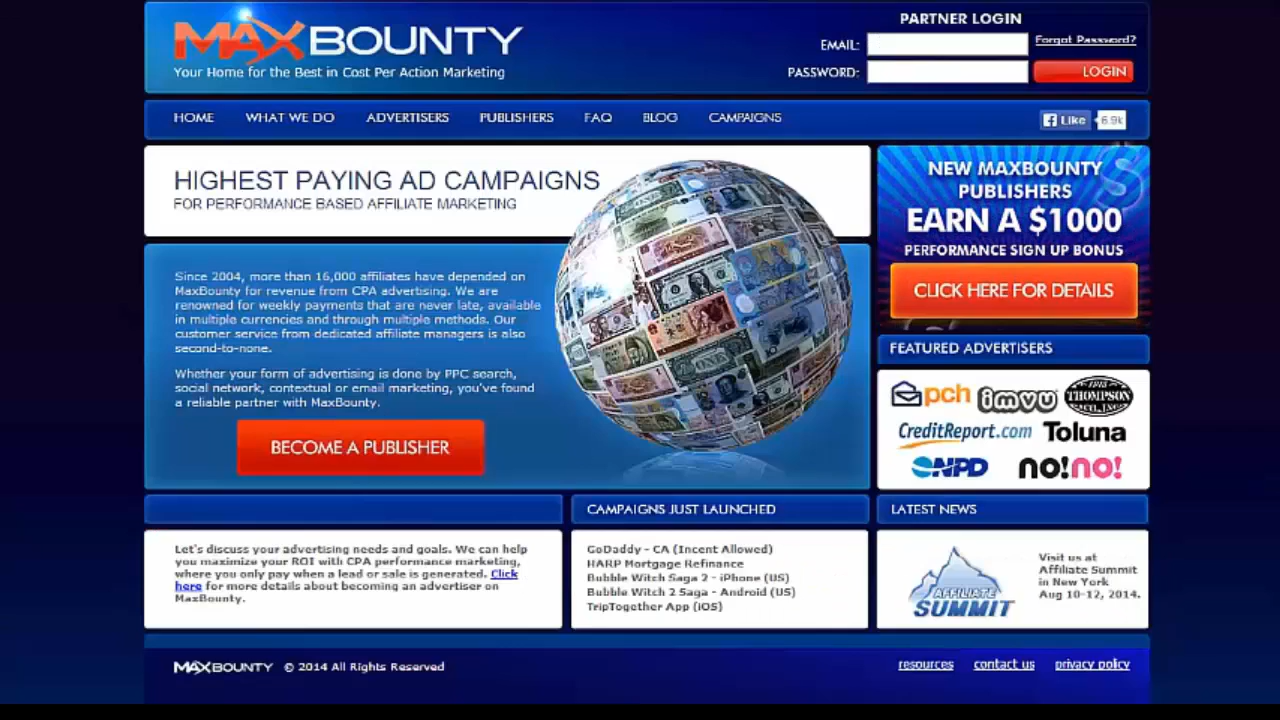 MAXBOUNTY
Your Home for the Best in Cost Per Action Marketing
PARTNER LOGIN
EMAIL:
Forgot Password?
PASSWORD:
LOGIN
HOME WHAT WE DO ADVERTISERS PUBLISHERS FAQ BLOG CAMPAIGNS
Like 6.9k
HIGHEST PAYING AD CAMPAIGNS
FOR PERFORMANCE BASED AFFILIATE MARKETING
Since 2004, more than 16,000 affiliates have depended on
MaxBounty for revenue from CPA advertising. We are
renowned for weekly payments that are never late, available
in multiple currencies and through multiple methods. Our
customer service from dedicated affiliate managers is also
second-to-none.
Whether your form of advertising is done by PPC search,
social network, contextual or email marketing, you've found
a reliable partner with MaxBounty.
BECOME A PUBLISHER
NEW MAXBOUNTY
PUBLISHERS
EARN A $1000
PERFORMANCE SIGN UP BONUS
CLICK HERE FOR DETAILS
FEATURED ADVERTISERS
pch imvu THOMPSON
CreditReport.com Toluna
NPD no!no!
Let's discuss your advertising needs and goals. We can help
you maximize your ROI with CPA performance marketing,
where you only pay when a lead or sale is generated. Click
here for more details about becoming an advertiser on
MaxBounty.
CAMPAIGNS JUST LAUNCHED
GoDaddy - CA (Incent Allowed)
HARP Mortgage Refinance
Bubble Witch Saga 2 - iPhone (US)
Bubble Witch 2 Saga - Android (US)
TripTogether App (iOS)
LATEST NEWS
AFFILIATE
SUMMIT
Visit us at
Affiliate Summit
in New York
Aug 10-12, 2014.
MAXBOUNTY © 2014 All Rights Reserved
resources contact us privacy policy